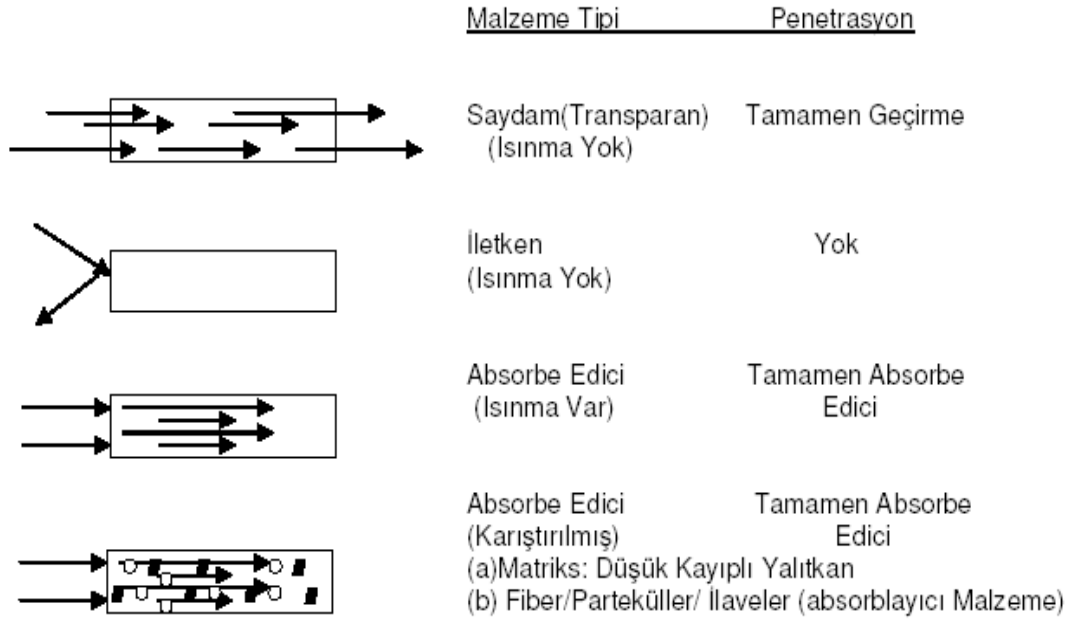 Malzeme Tipi Penetrasyon
Saydam(Transparan) Tamamen Geçirme
(Isınma Yok)
İletken Yok
(Isınma Yok)
Absorbe Edici Tamamen Absorbe
(Isınma Var) Edici
Absorbe Edici Tamamen Absorbe
(Karıştırılmış) Edici
(a)Matriks: Düşük Kayıplı Yalıtkan
(b) Fiber/Parteküller/ İlaveler (absorblayıcı Malzeme)